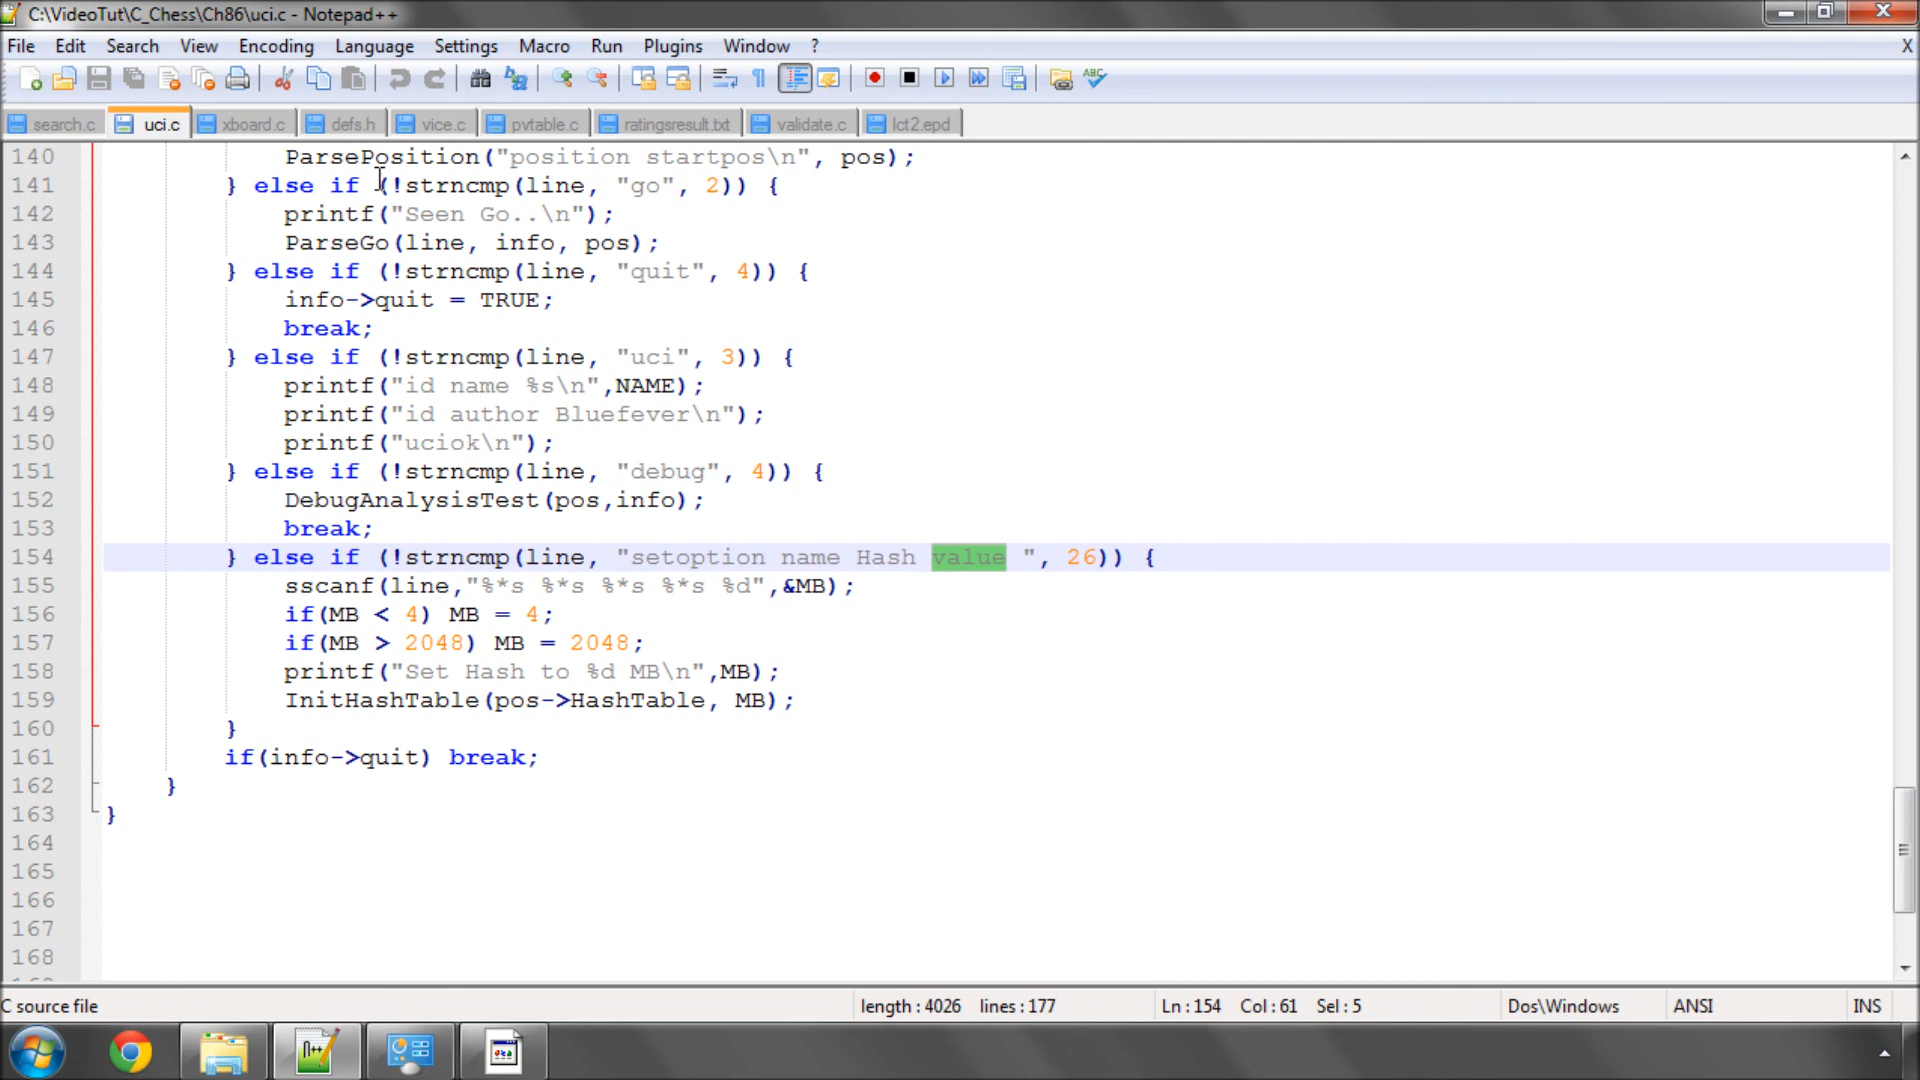 C:\VideoTut\C_Chess\Ch86\uci.c - Notepad++
File Edit Search View Encoding Language Settings Macro Run Plugins Window ? X
search.c uci.c xboard.c defs.h vice.c pvtable.c ratingsresult.txt validate.c lct2.epd
140 ParsePosition("position startpos\n", pos);
141 } else if (!strncmp(line, "go", 2)) {
142 printf("Seen Go..\n");
143 ParseGo(line, info, pos);
144 } else if (!strncmp(line, "quit", 4)) {
145 info->quit = TRUE;
146 break;
147 } else if (!strncmp(line, "uci", 3)) {
148 printf("id name %s\n",NAME);
149 printf("id author Bluefever\n");
150 printf("uciok\n");
151 } else if (!strncmp(line, "debug", 4)) {
152 DebugAnalysisTest(pos,info);
153 break;
154 } else if (!strncmp(line, "setoption name Hash value ", 26)) {
155 sscanf(line,"%*s %*s %*s %*s %d",&MB);
156 if(MB < 4) MB = 4;
157 if(MB > 2048) MB = 2048;
158 printf("Set Hash to %d MB\n",MB);
159 InitHashTable(pos->HashTable, MB);
160 }
161 if(info->quit) break;
162 }
163 }
164
165
166
167
168
C source file length : 4026 lines : 177 Ln : 154 Col : 61 Sel : 5 Dos\Windows ANSI INS